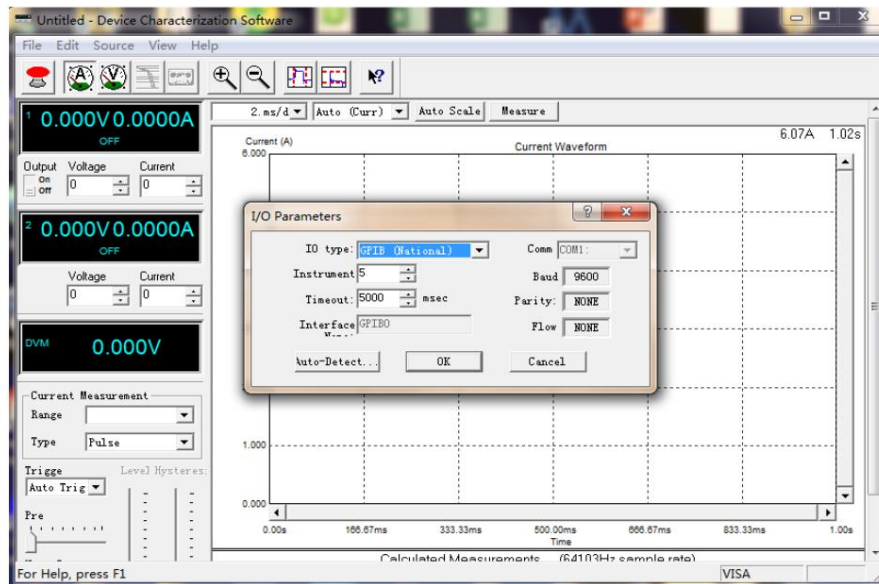 Untitled - Device Characterization Software
File Edit Source View Help
2.ms/d Auto (Curr) Auto Scale Measure
1 0.000V 0.0000A
OFF
Output Voltage Current
On
Off 0 0
2 0.000V 0.0000A
OFF
Voltage Current
0 0
DVM 0.000V
Current Measurement
Range
Type Pulse
Trigge Level Hysteres:
Auto Trig
Pre
6.07A 1.02s
Current (A) Current Waveform
6.000
1.000
0.000
0.00s 166.67ms 333.33ms 500.00ms 666.67ms 833.33ms 1.00s
Time
Calculated Measurements (64103Hz sample rate)
I/O Parameters
IO type: GPIB (National) Comm COM1:
Instrument 5 Baud 9600
Timeout: 5000 msec Parity: NONE
Interface GPIB0 Flow NONE
Auto-Detect... OK Cancel
For Help, press F1 VISA